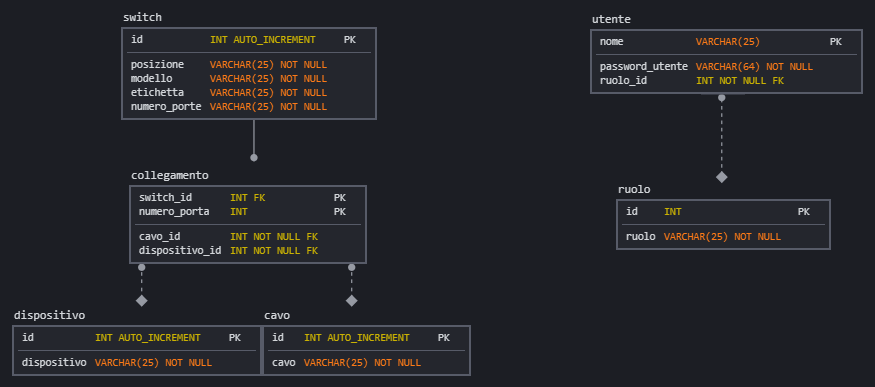 switch
id INT AUTO_INCREMENT PK
posizione VARCHAR(25) NOT NULL
modello VARCHAR(25) NOT NULL
etichetta VARCHAR(25) NOT NULL
numero_porte VARCHAR(25) NOT NULL
utente
nome VARCHAR(25) PK
password_utente VARCHAR(64) NOT NULL
ruolo_id INT NOT NULL FK
collegamento
switch_id INT FK PK
numero_porta INT PK
cavo_id INT NOT NULL FK
dispositivo_id INT NOT NULL FK
ruolo
id INT PK
ruolo VARCHAR(25) NOT NULL
dispositivo
id INT AUTO_INCREMENT PK
dispositivo VARCHAR(25) NOT NULL
cavo
id INT AUTO_INCREMENT PK
cavo VARCHAR(25) NOT NULL